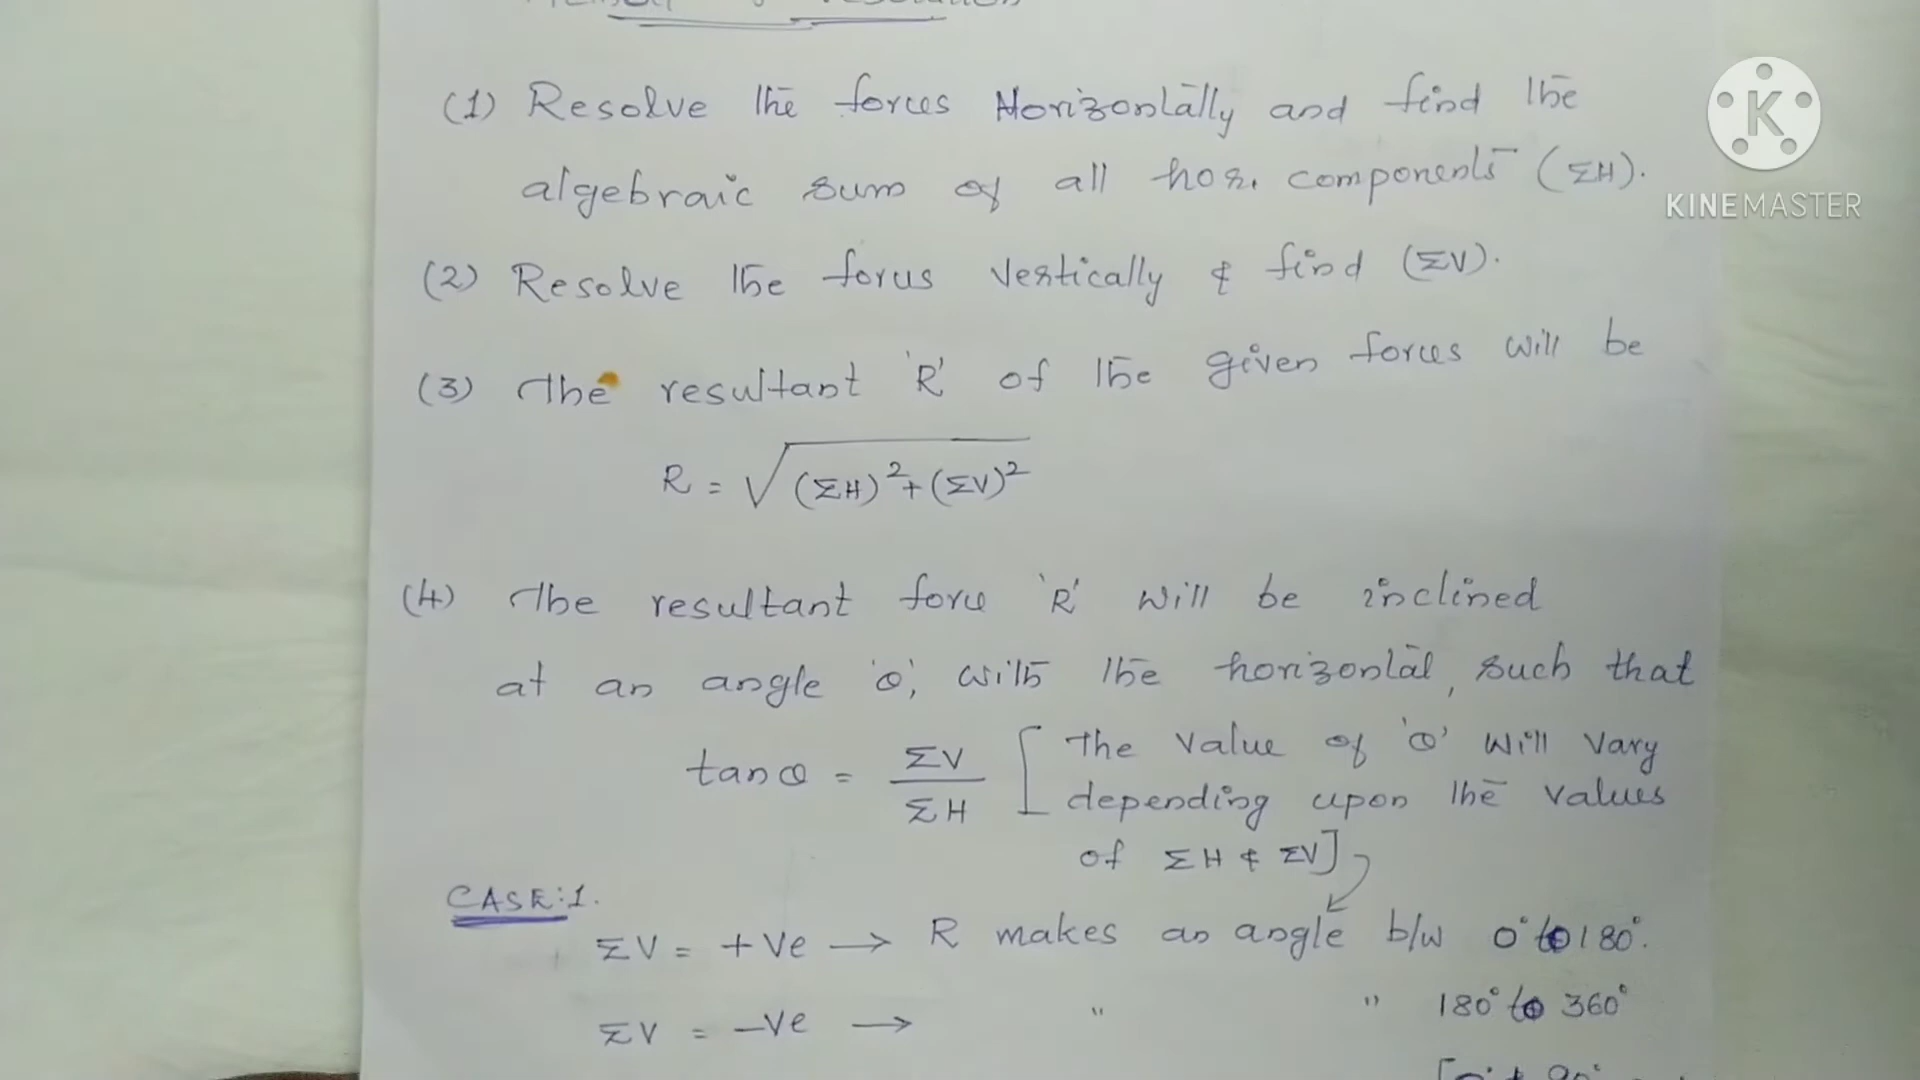 (1) Resolve the forces Horizontally and find the
algebraic sum of all hor. components (ΣH).
K
KINEMASTER
(2) Resolve the forces vertically & find (ΣV).
(3) The resultant 'R' of the given forces will be
R = √(ΣH)²+(ΣV)²
(4) The resultant force 'R' will be inclined
at an angle 'θ', with the horizontal, such that
tanθ = ΣV/ΣH [The value of 'θ' will vary
depending upon the values
of ΣH & ΣV]
CASE:1.
ΣV = +Ve → R makes an angle b/w 0° to 180°.
ΣV = -Ve → " " 180° to 360°